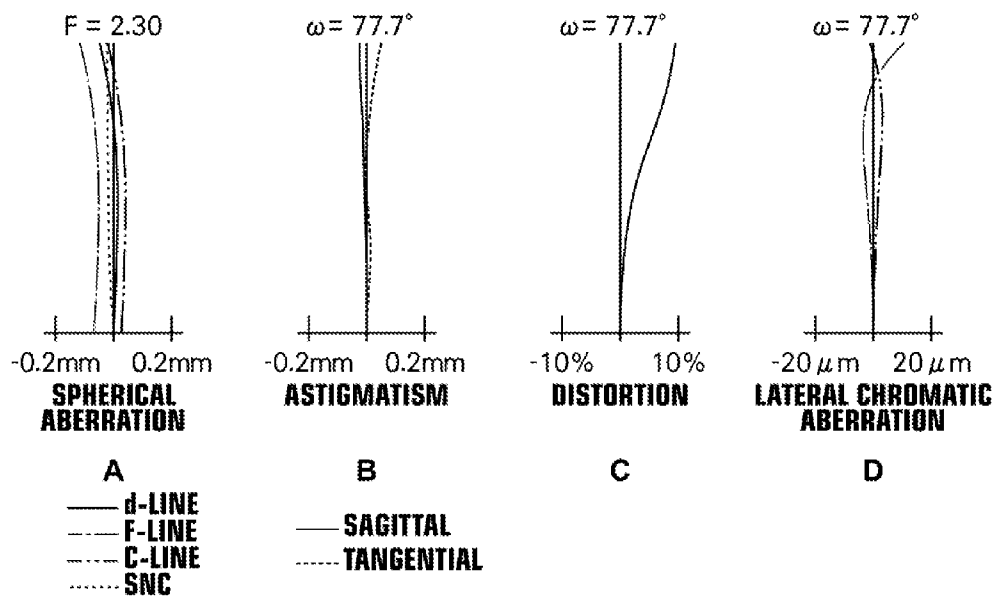 F = 2.30
ω = 77.7°
ω = 77.7°
ω = 77.7°
-0.2mm 0.2mm
-0.2mm 0.2mm
-10% 10%
-20 μm 20 μm
SPHERICAL
ABERRATION
ASTIGMATISM
DISTORTION
LATERAL CHROMATIC
ABERRATION
A
B
C
D
d-LINE
F-LINE
C-LINE
SNC
SAGITTAL
TANGENTIAL